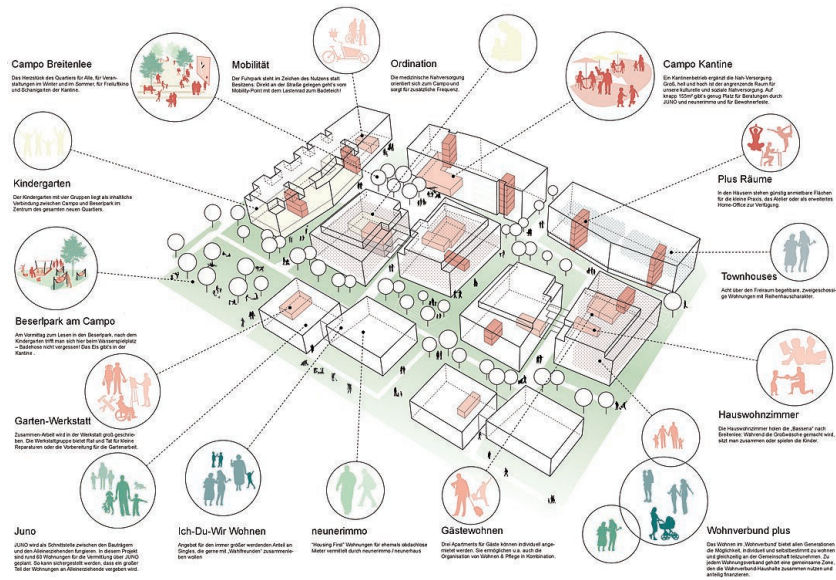 Campo Breitenlee
Das Herzstück des Quartiers für Alle, für Veran-
staltungen im Winter und im Sommer, für Freiluftkino
und Schanigarten der Kantine.
Mobilität
Der Fuhrpark steht im Zeichen des Nutzens statt
Besitzens: Direkt an der Straße gelegen geht's vom
Mobility-Point mit dem Lastenrad zum Badeteich!
Ordination
Die medizinische Nahversorgung
orientiert sich zum Campo und
sorgt für zusätzliche Frequenz.
Campo Kantine
Ein Kantinenbetrieb ergänzt die Nah-Versorgung.
Groß, hell und hoch ist der angrenzende Raum für
unsere kulturelle und soziale Nahversorgung. Auf
knapp 155m² gibt's genug Platz für Beratungen durch
JUNO und neunerimmo und für Bewohnerfeste.
Kindergarten
Der Kindergarten mit vier Gruppen liegt als inhaltliche
Verbindung zwischen Campo und Beserlpark im
Zentrum des gesamten neuen Quartiers.
Plus Räume
In den Häusern stehen günstig anmietbare Flächen
für die kleine Praxis, das Atelier oder als erweitertes
Home-Office zur Verfügung.
Townhouses
Acht über den Freiraum begehbare, zweigeschossi-
ge Wohnungen mit Reihenhauscharakter.
Beserlpark am Campo
Am Vormittag zum Lesen in den Beserlpark, nach dem
Kindergarten trifft man sich hier beim Wasserspielplatz
– Badehose nicht vergessen! Das Eis gibt's in der
Kantine.
Garten-Werkstatt
Zusammen-Arbeit wird in der Werkstatt groß geschrie-
ben. Die Werkstattgruppe bietet Rat und Tat für kleine
Reparaturen oder die Vorbereitung für die Gartenarbeit.
Hauswohnzimmer
Die Hauswohnzimmer holen die „Bassena“ nach
Breitenlee: Während die Großwäsche gemacht wird,
sitzt man zusammen oder spielen die Kinder.
Juno
JUNO wird als Schnittstelle zwischen den Bauträgern
und den Alleinerziehenden fungieren. In diesem Projekt
sind rund 60 Wohnungen für die Vermittlung über JUNO
geplant. So kann sichergestellt werden, dass ein großer
Teil der Wohnungen an Alleinerziehende vergeben wird.
Ich-Du-Wir Wohnen
Angebot für den immer größer werdenden Anteil an
Singles, die gerne mit „Wahlfreunden“ zusammenle-
ben wollen
neunerimmo
"Housing First" Wohnungen für ehemals obdachlose
Mieter vermittelt durch neunerimmo / neunerhaus
Gästewohnen
Drei Apartments für Gäste können individuell ange-
mietet werden. Sie ermöglichen u.a. auch die
Organisation von Wohnen & Pflege in Kombination.
Wohnverbund plus
Das Wohnen im „Wohnverbund“ bietet allen Generationen
die Möglichkeit, individuell und selbstbestimmt zu wohnen
und gleichzeitig an der Gemeinschaft teilzunehmen. Zu
jedem Wohnungsverband gehört eine gemeinsame Zone,
den die Wohnverbund-Haushalte zusammen nutzen und
anteilig finanzieren.